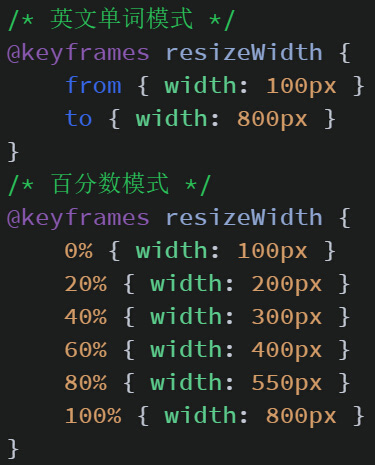 /* 英文单词模式 */
@keyframes resizeWidth {
    from { width: 100px }
    to { width: 800px }
}
/* 百分数模式 */
@keyframes resizeWidth {
    0% { width: 100px }
    20% { width: 200px }
    40% { width: 300px }
    60% { width: 400px }
    80% { width: 550px }
    100% { width: 800px }
}